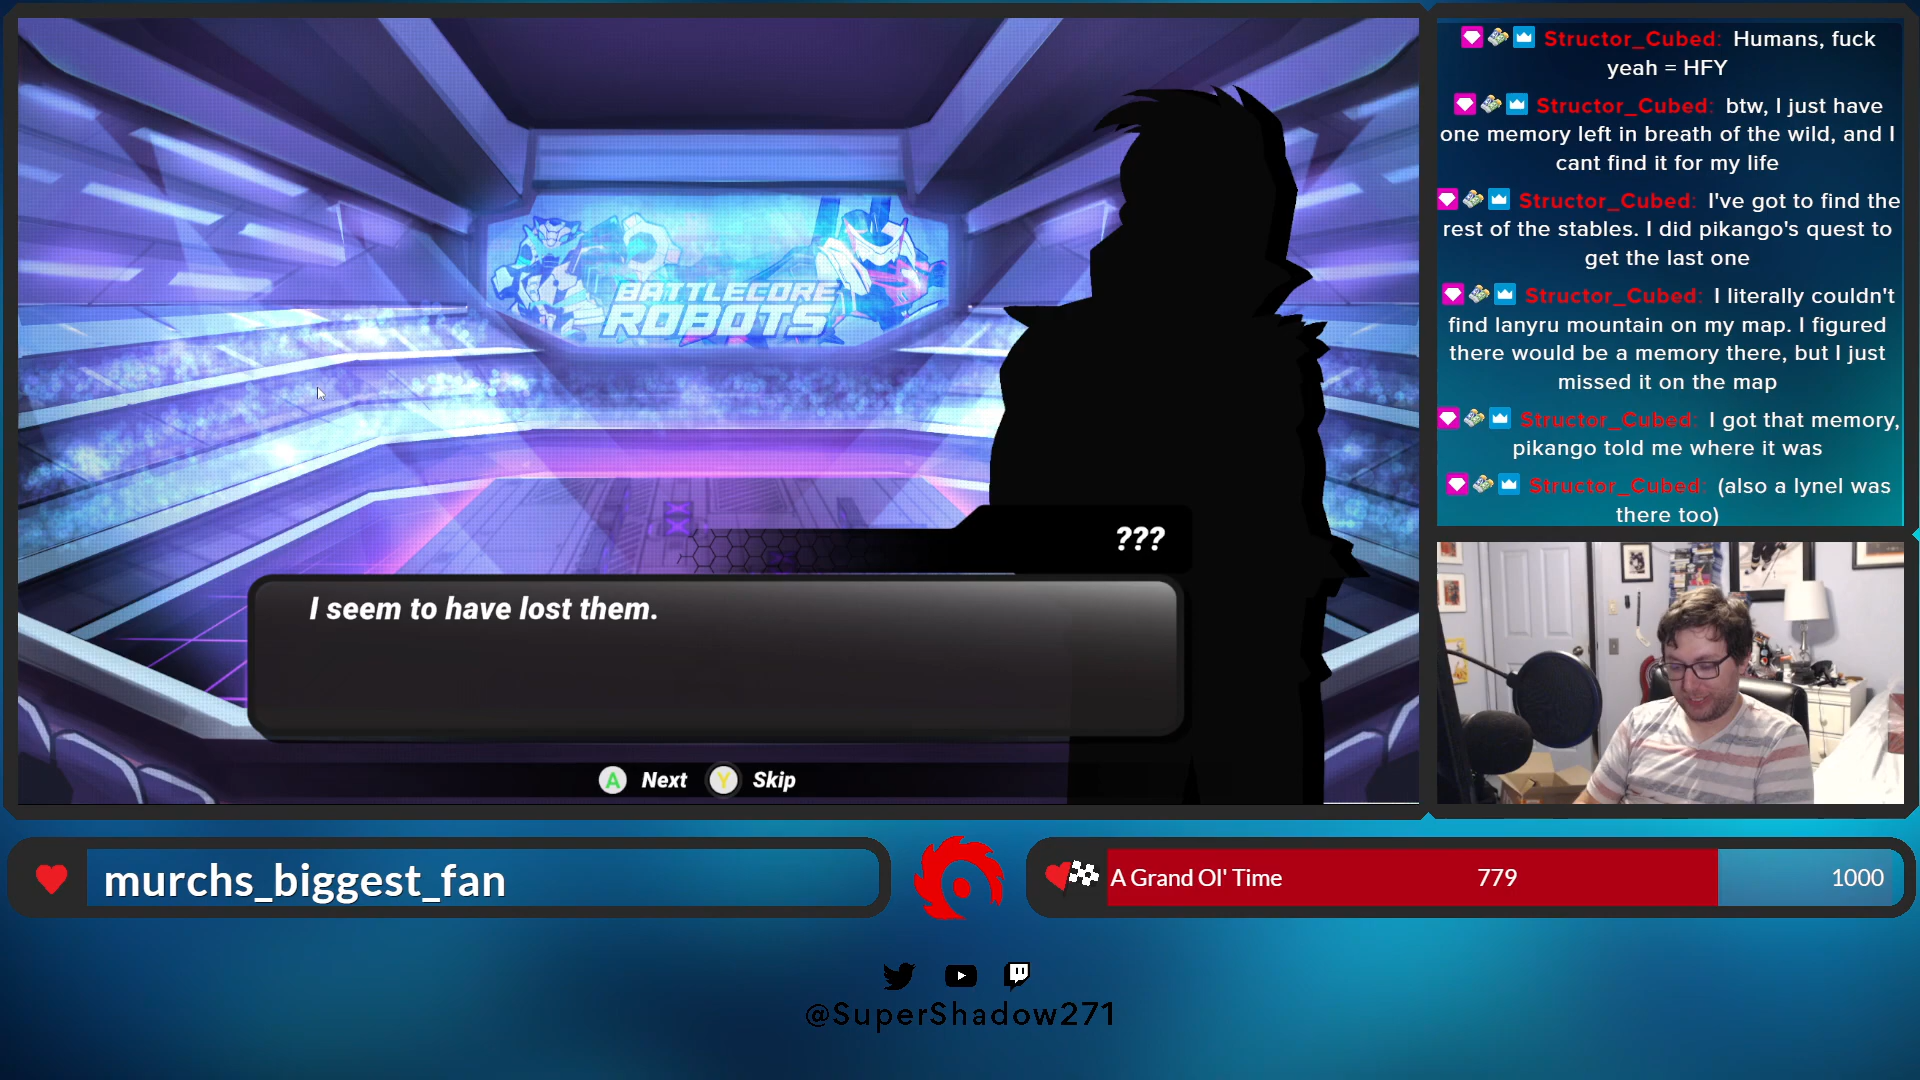 BATTLECORE
ROBOTS
???
I seem to have lost them.
A Next Y Skip
Structor_Cubed: Humans, fuck
yeah = HFY
Structor_Cubed: btw, I just have
one memory left in breath of the wild, and I
cant find it for my life
Structor_Cubed: I've got to find the
rest of the stables. I did pikango's quest to
get the last one
Structor_Cubed: I literally couldn't
find lanyru mountain on my map. I figured
there would be a memory there, but I just
missed it on the map
Structor_Cubed: I got that memory,
pikango told me where it was
Structor_Cubed: (also a lynel was
there too)
murchs_biggest_fan
A Grand Ol' Time 779 1000
@SuperShadow271